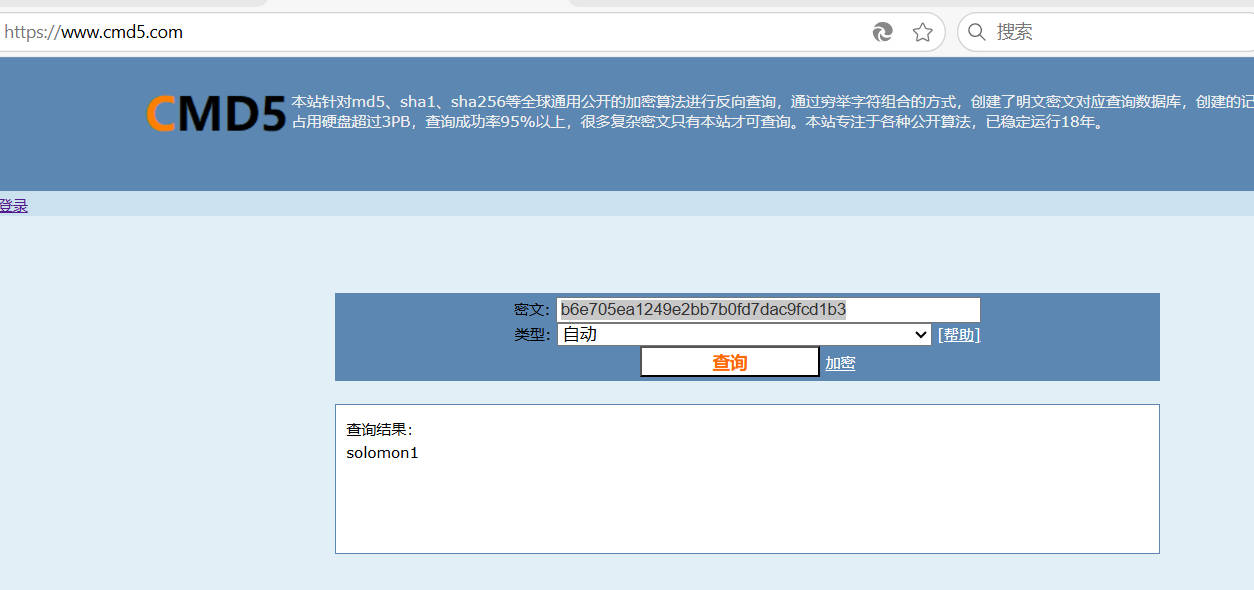 https://www.cmd5.com
搜索
CMD5
本站针对md5、sha1、sha256等全球通用公开的加密算法进行反向查询，通过穷举字符组合的方式，创建了明文密文对应查询数据库，创建的记
占用硬盘超过3PB，查询成功率95%以上，很多复杂密文只有本站才可查询。本站专注于各种公开算法，已稳定运行18年。
登录
密文: b6e705ea1249e2bb7b0fd7dac9fcd1b3
类型: 自动 [帮助]
查询 加密
查询结果:
solomon1